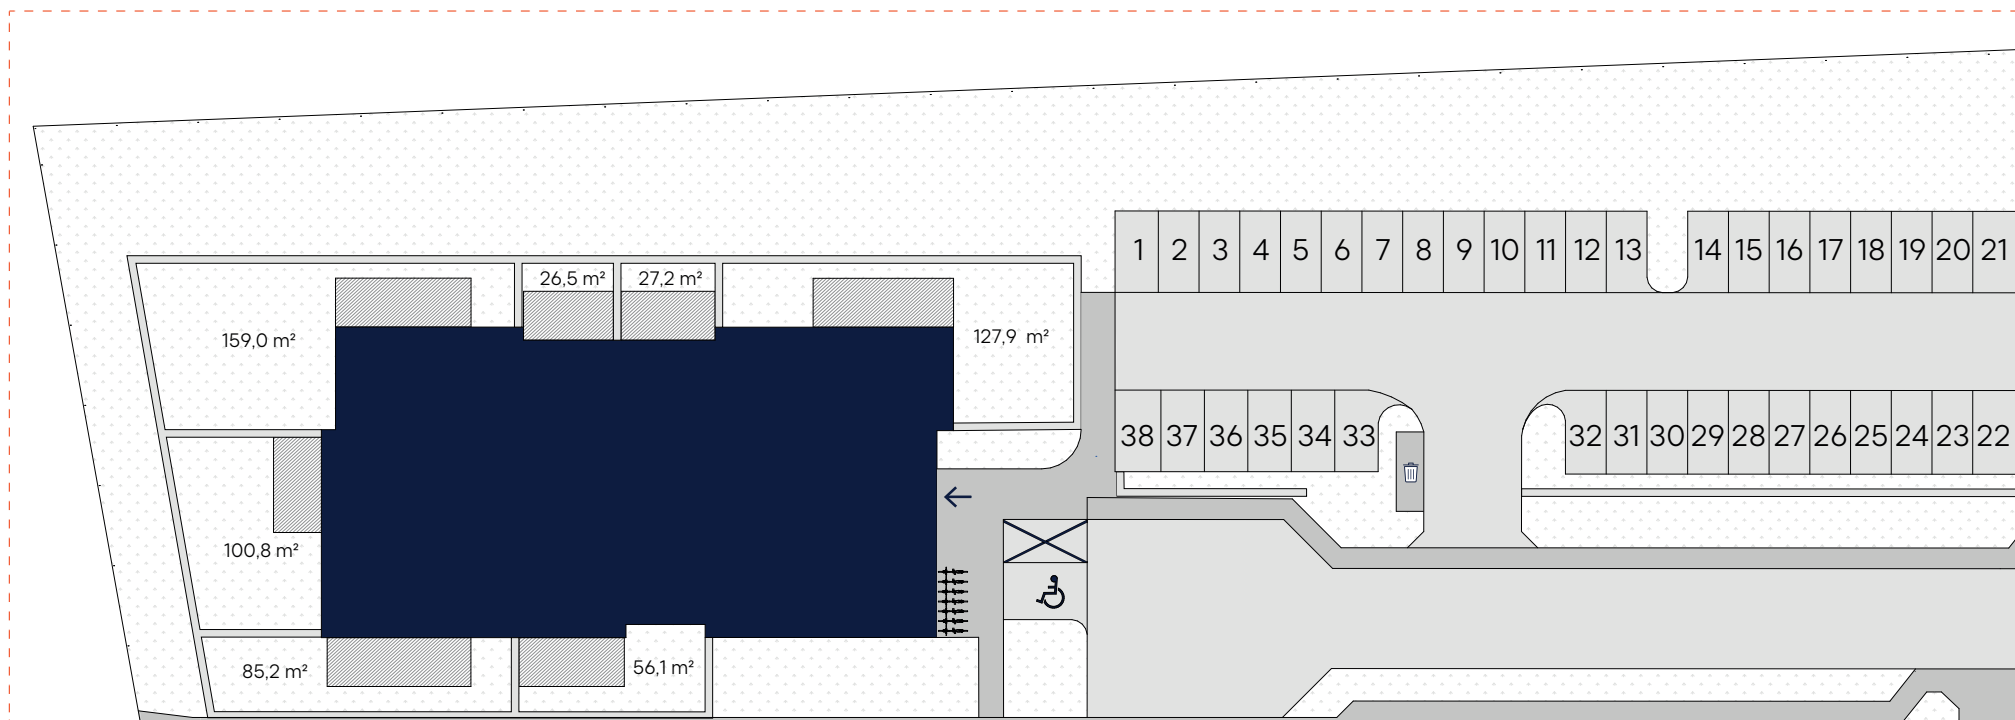 1 2 3 4 5 6 7 8 9 10 11 12 13 14 15 16 17 18 19 20 21
26,5 m² 27,2 m²
159,0 m²
127,9 m²
38 37 36 35 34 33 32 31 30 29 28 27 26 25 24 23 22
100,8 m²
85,2 m²
56,1 m²